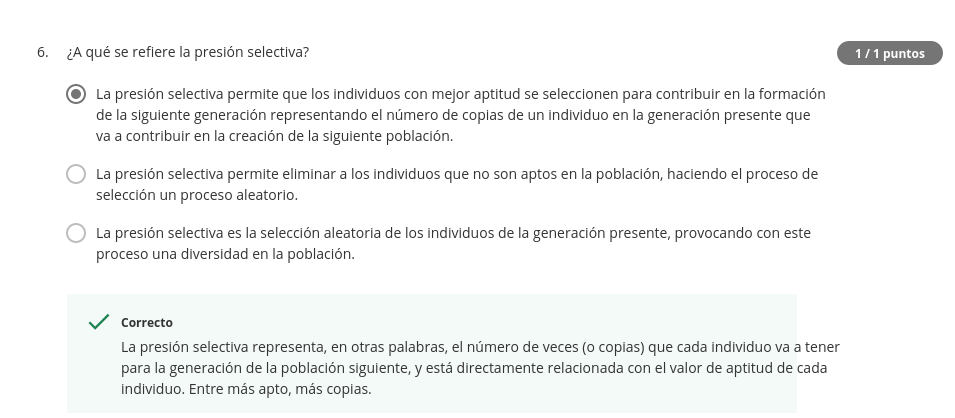 6. ¿A qué se refiere la presión selectiva?
1 / 1 puntos
La presión selectiva permite que los individuos con mejor aptitud se seleccionen para contribuir en la formación
de la siguiente generación representando el número de copias de un individuo en la generación presente que
va a contribuir en la creación de la siguiente población.
La presión selectiva permite eliminar a los individuos que no son aptos en la población, haciendo el proceso de
selección un proceso aleatorio.
La presión selectiva es la selección aleatoria de los individuos de la generación presente, provocando con este
proceso una diversidad en la población.
Correcto
La presión selectiva representa, en otras palabras, el número de veces (o copias) que cada individuo va a tener
para la generación de la población siguiente, y está directamente relacionada con el valor de aptitud de cada
individuo. Entre más apto, más copias.